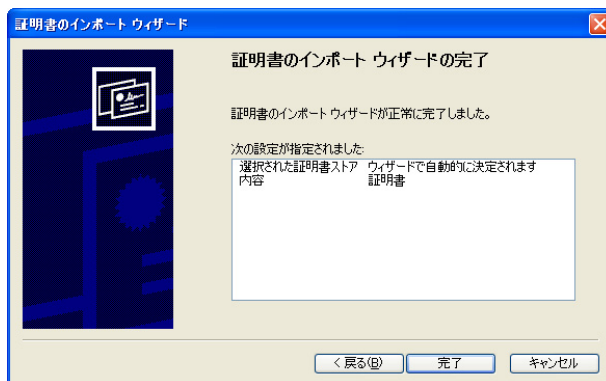 証明書のインポート ウィザード
証明書のインポート ウィザードの完了
証明書のインポート ウィザードが正常に完了しました。
次の設定が指定されました:
選択された証明書ストア ウィザードで自動的に決定されます
内容 証明書
< 戻る(B) 完了 キャンセル